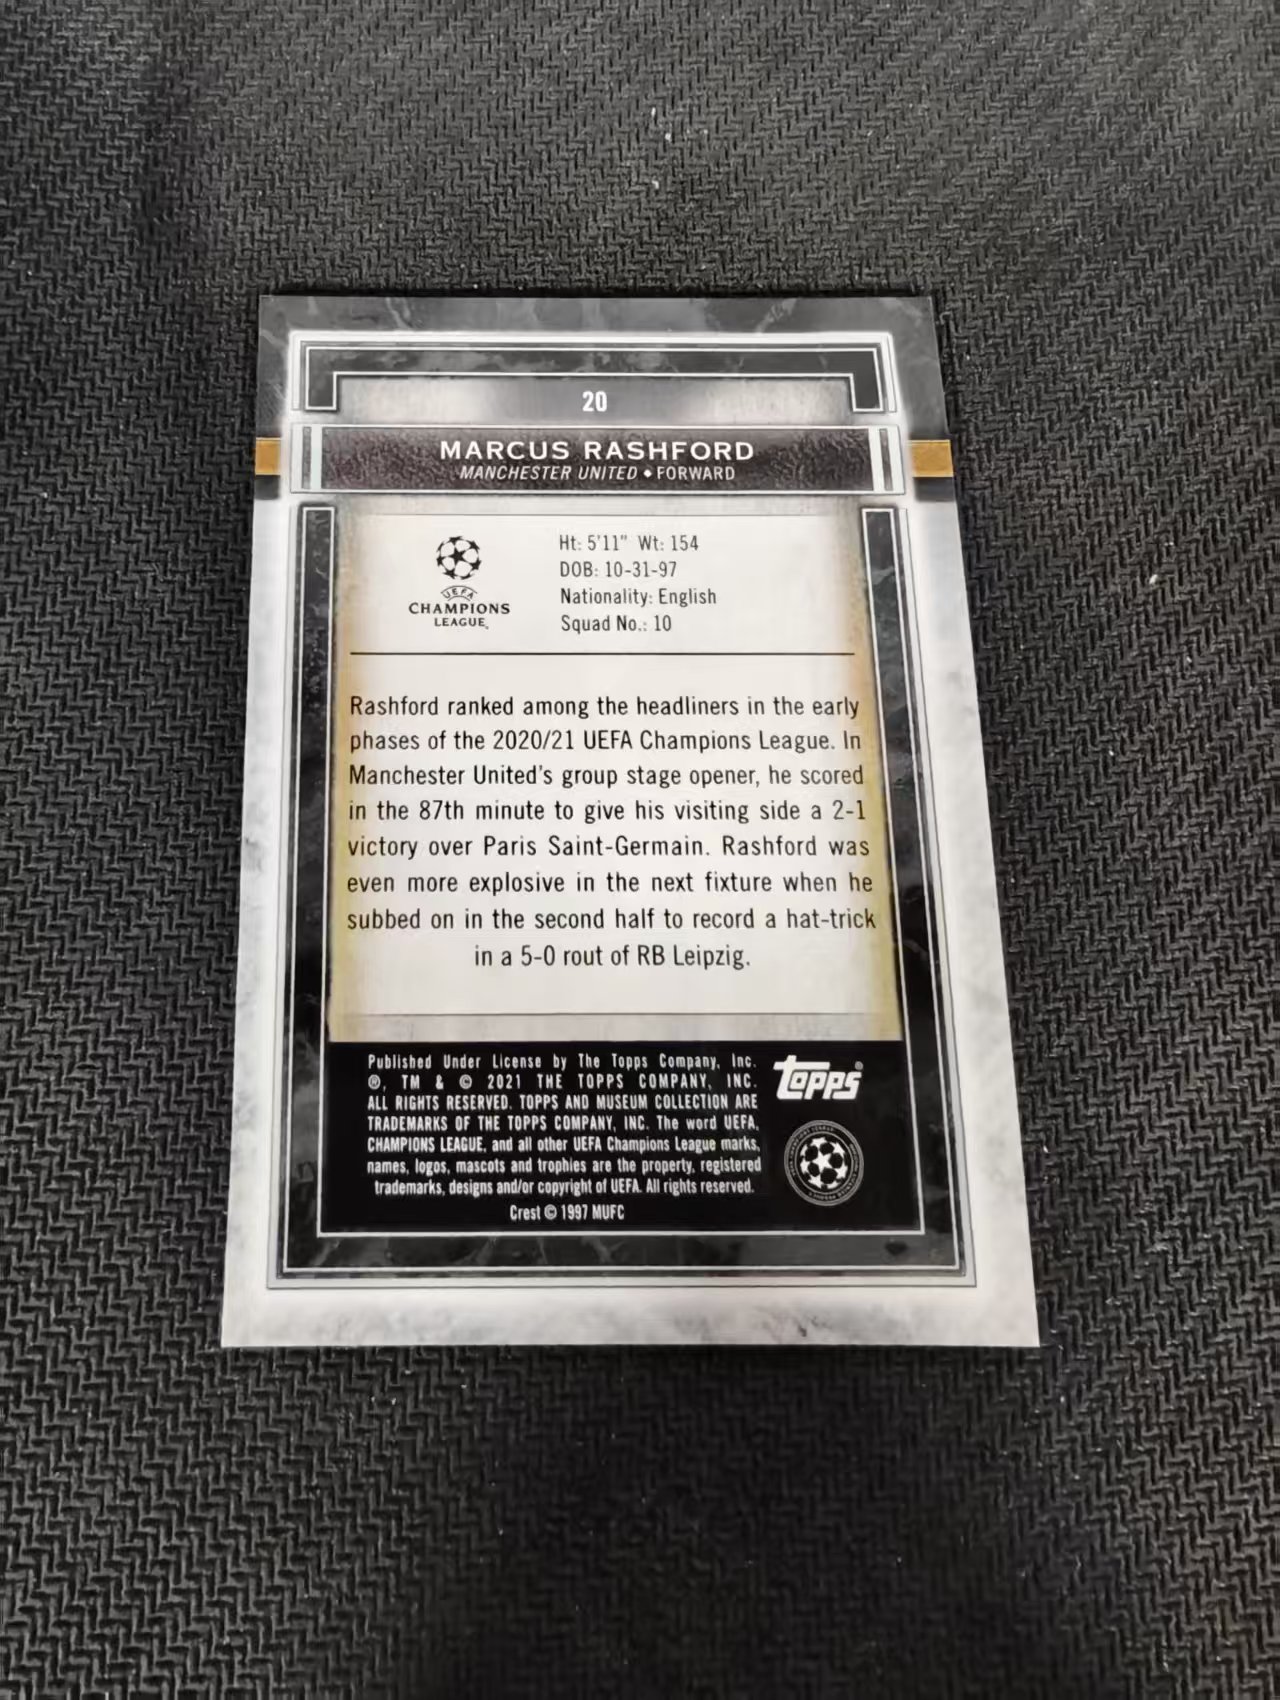 20
MARCUS RASHFORD
MANCHESTER UNITED ◆ FORWARD
UEFA
CHAMPIONS
LEAGUE
Ht: 5'11" Wt: 154
DOB: 10-31-97
Nationality: English
Squad No.: 10
Rashford ranked among the headliners in the early
phases of the 2020/21 UEFA Champions League. In
Manchester United's group stage opener, he scored
in the 87th minute to give his visiting side a 2-1
victory over Paris Saint-Germain. Rashford was
even more explosive in the next fixture when he
subbed on in the second half to record a hat-trick
in a 5-0 rout of RB Leipzig.
Published Under License by The Topps Company, Inc.
®, TM & © 2021 THE TOPPS COMPANY, INC.
ALL RIGHTS RESERVED. TOPPS AND MUSEUM COLLECTION ARE
TRADEMARKS OF THE TOPPS COMPANY, INC. The word UEFA,
CHAMPIONS LEAGUE, and all other UEFA Champions League marks,
names, logos, mascots and trophies are the property, registered
trademarks, designs and/or copyright of UEFA. All rights reserved.
Crest © 1997 MUFC
topps®